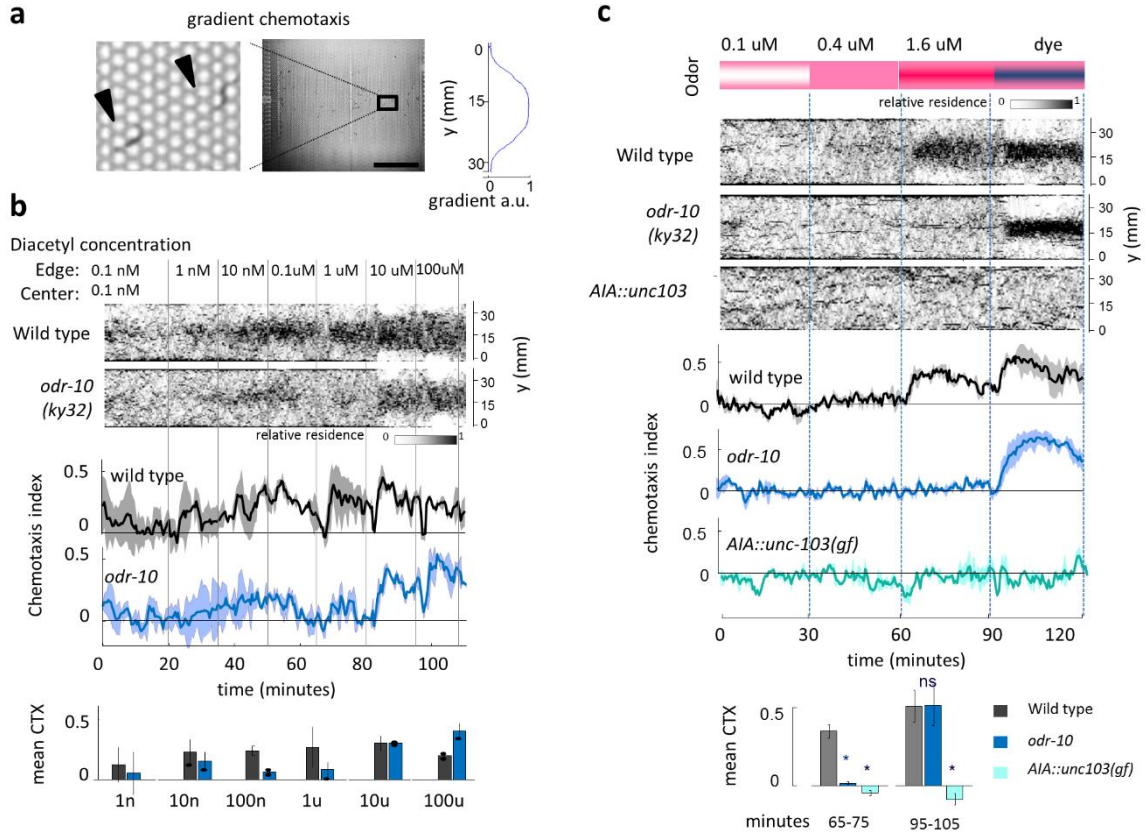 a
gradient chemotaxis
0
15
30
y (mm)
0 1
gradient a.u.
b
Diacetyl concentration
Edge: 0.1 nM 1 nM 10 nM 0.1uM 1 uM 10 uM 100uM
Center: 0.1 nM
Wild type
30
15
0
odr-10
(ky32)
30
15
0
y (mm)
relative residence 0 1
Chemotaxis index
wild type
0.5
0
odr-10
0.5
0
0 20 40 60 80 100
time (minutes)
mean CTX
0.5
0
1n 10n 100n 1u 10u 100u
c
Odor
0.1 uM 0.4 uM 1.6 uM dye
relative residence 0 1
Wild type
30
15
0
odr-10
(ky32)
30
15
0
y (mm)
AIA::unc103
30
15
0
chemotaxis index
wild type
0.5
0
odr-10
0.5
0
AIA::unc-103(gf)
0.5
0
0 30 60 90 120
time (minutes)
mean CTX
0.5
0
* *
ns
*
minutes 65-75 95-105
Wild type
odr-10
AIA::unc103(gf)